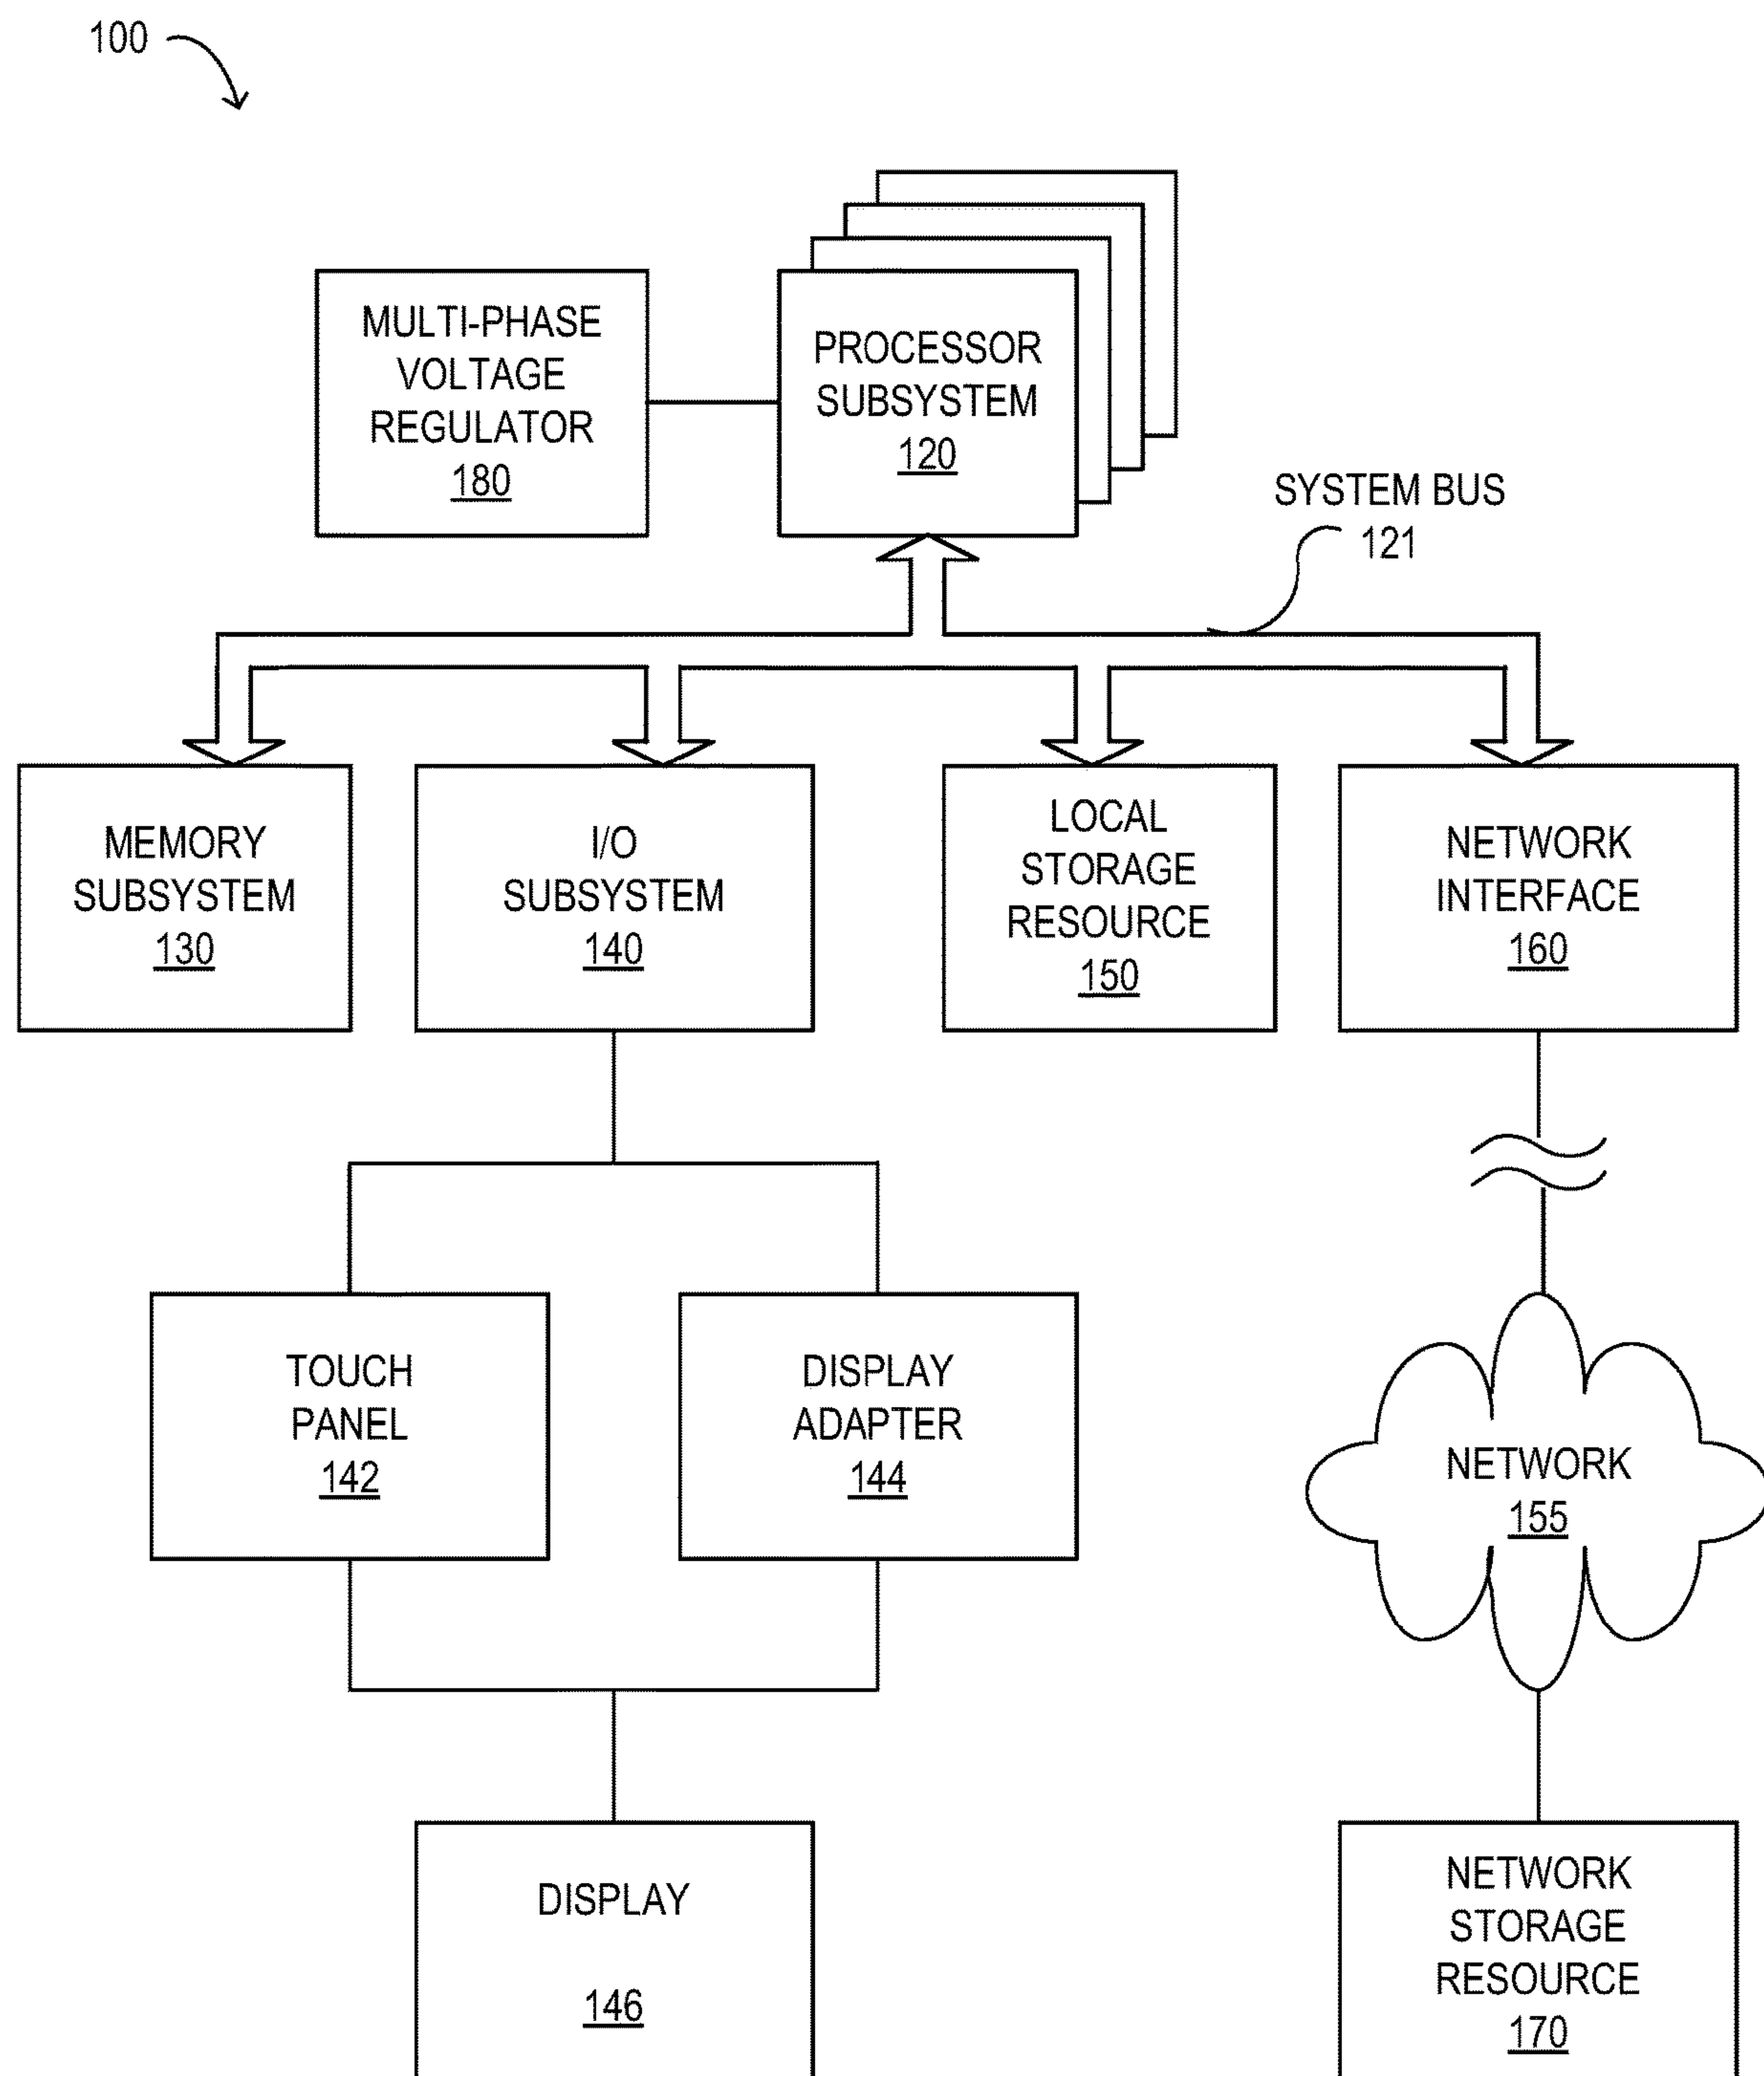 100
MULTI-PHASE
VOLTAGE
REGULATOR
180
PROCESSOR
SUBSYSTEM
120
SYSTEM BUS
121
MEMORY
SUBSYSTEM
130
I/O
SUBSYSTEM
140
LOCAL
STORAGE
RESOURCE
150
NETWORK
INTERFACE
160
TOUCH
PANEL
142
DISPLAY
ADAPTER
144
NETWORK
155
DISPLAY
146
NETWORK
STORAGE
RESOURCE
170